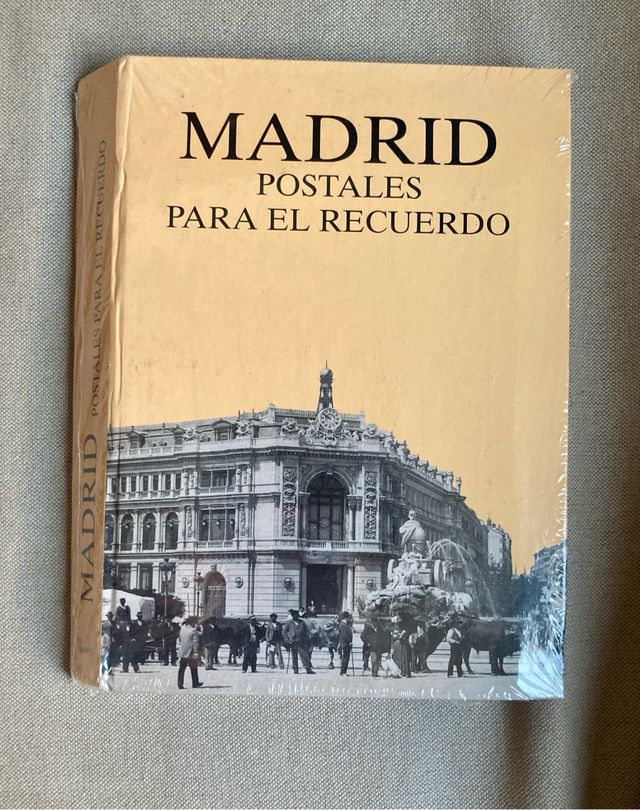 MADRID
POSTALES
PARA EL RECUERDO
MADRID POSTALES PARA EL RECUERDO